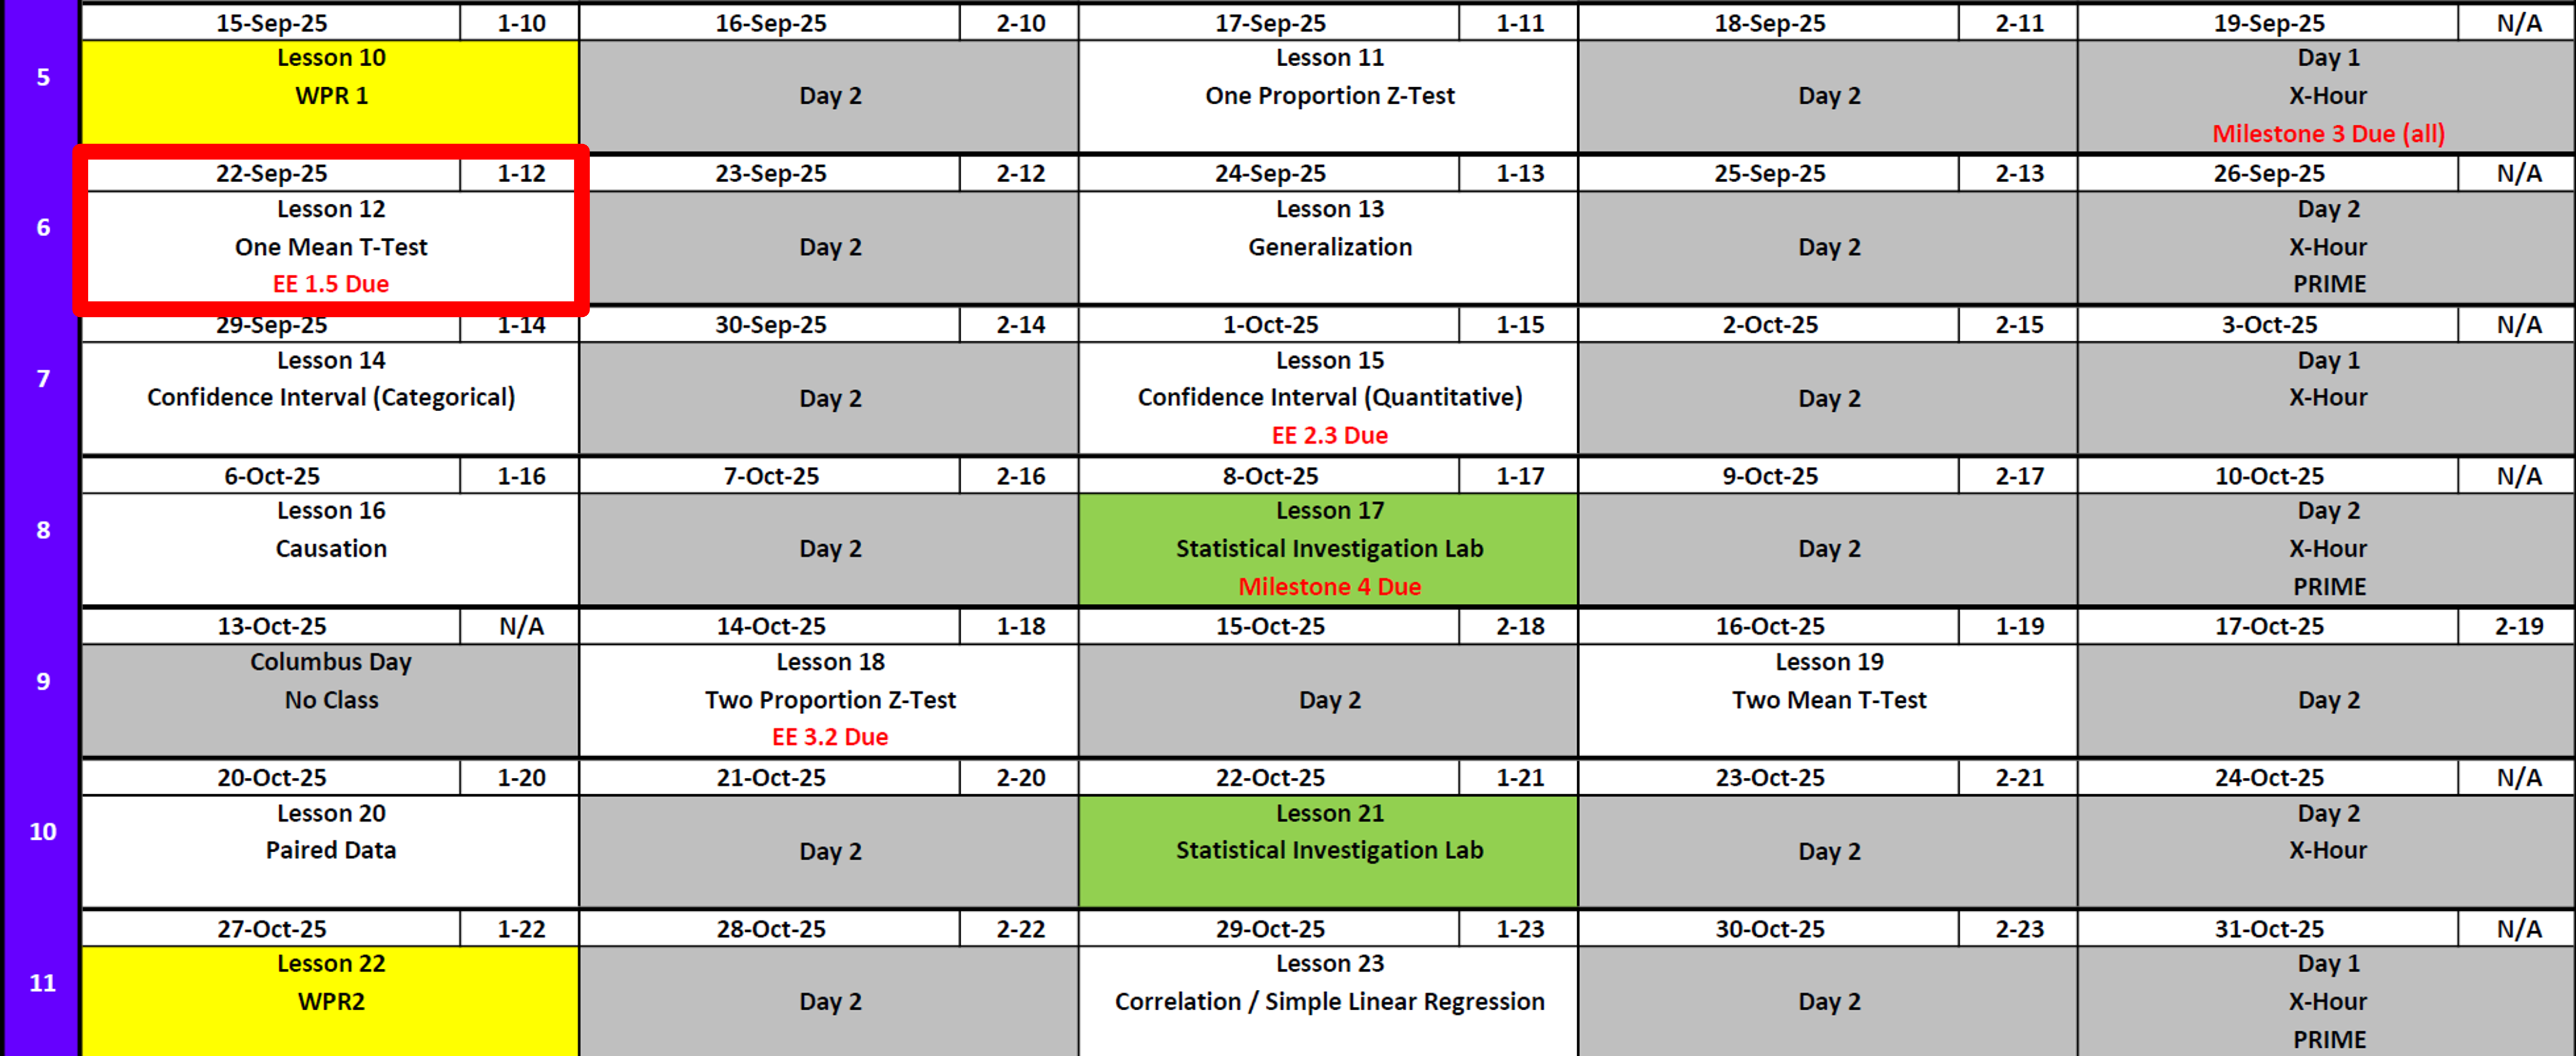 15-Sep-25 1-10 16-Sep-25 2-10 17-Sep-25 1-11 18-Sep-25 2-11 19-Sep-25 N/A
5
Lesson 10
WPR 1
Day 2
Lesson 11
One Proportion Z-Test
Day 2
Day 1
X-Hour
Milestone 3 Due (all)
22-Sep-25 1-12 23-Sep-25 2-12 24-Sep-25 1-13 25-Sep-25 2-13 26-Sep-25 N/A
6
Lesson 12
One Mean T-Test
EE 1.5 Due
Day 2
Lesson 13
Generalization
Day 2
Day 2
X-Hour
PRIME
29-Sep-25 1-14 30-Sep-25 2-14 1-Oct-25 1-15 2-Oct-25 2-15 3-Oct-25 N/A
7
Lesson 14
Confidence Interval (Categorical)
Day 2
Lesson 15
Confidence Interval (Quantitative)
EE 2.3 Due
Day 2
Day 1
X-Hour
6-Oct-25 1-16 7-Oct-25 2-16 8-Oct-25 1-17 9-Oct-25 2-17 10-Oct-25 N/A
8
Lesson 16
Causation
Day 2
Lesson 17
Statistical Investigation Lab
Milestone 4 Due
Day 2
Day 2
X-Hour
PRIME
13-Oct-25 N/A 14-Oct-25 1-18 15-Oct-25 2-18 16-Oct-25 1-19 17-Oct-25 2-19
9
Columbus Day
No Class
Lesson 18
Two Proportion Z-Test
EE 3.2 Due
Day 2
Lesson 19
Two Mean T-Test
Day 2
20-Oct-25 1-20 21-Oct-25 2-20 22-Oct-25 1-21 23-Oct-25 2-21 24-Oct-25 N/A
10
Lesson 20
Paired Data
Day 2
Lesson 21
Statistical Investigation Lab
Day 2
Day 2
X-Hour
27-Oct-25 1-22 28-Oct-25 2-22 29-Oct-25 1-23 30-Oct-25 2-23 31-Oct-25 N/A
11
Lesson 22
WPR2
Day 2
Lesson 23
Correlation / Simple Linear Regression
Day 2
Day 1
X-Hour
PRIME